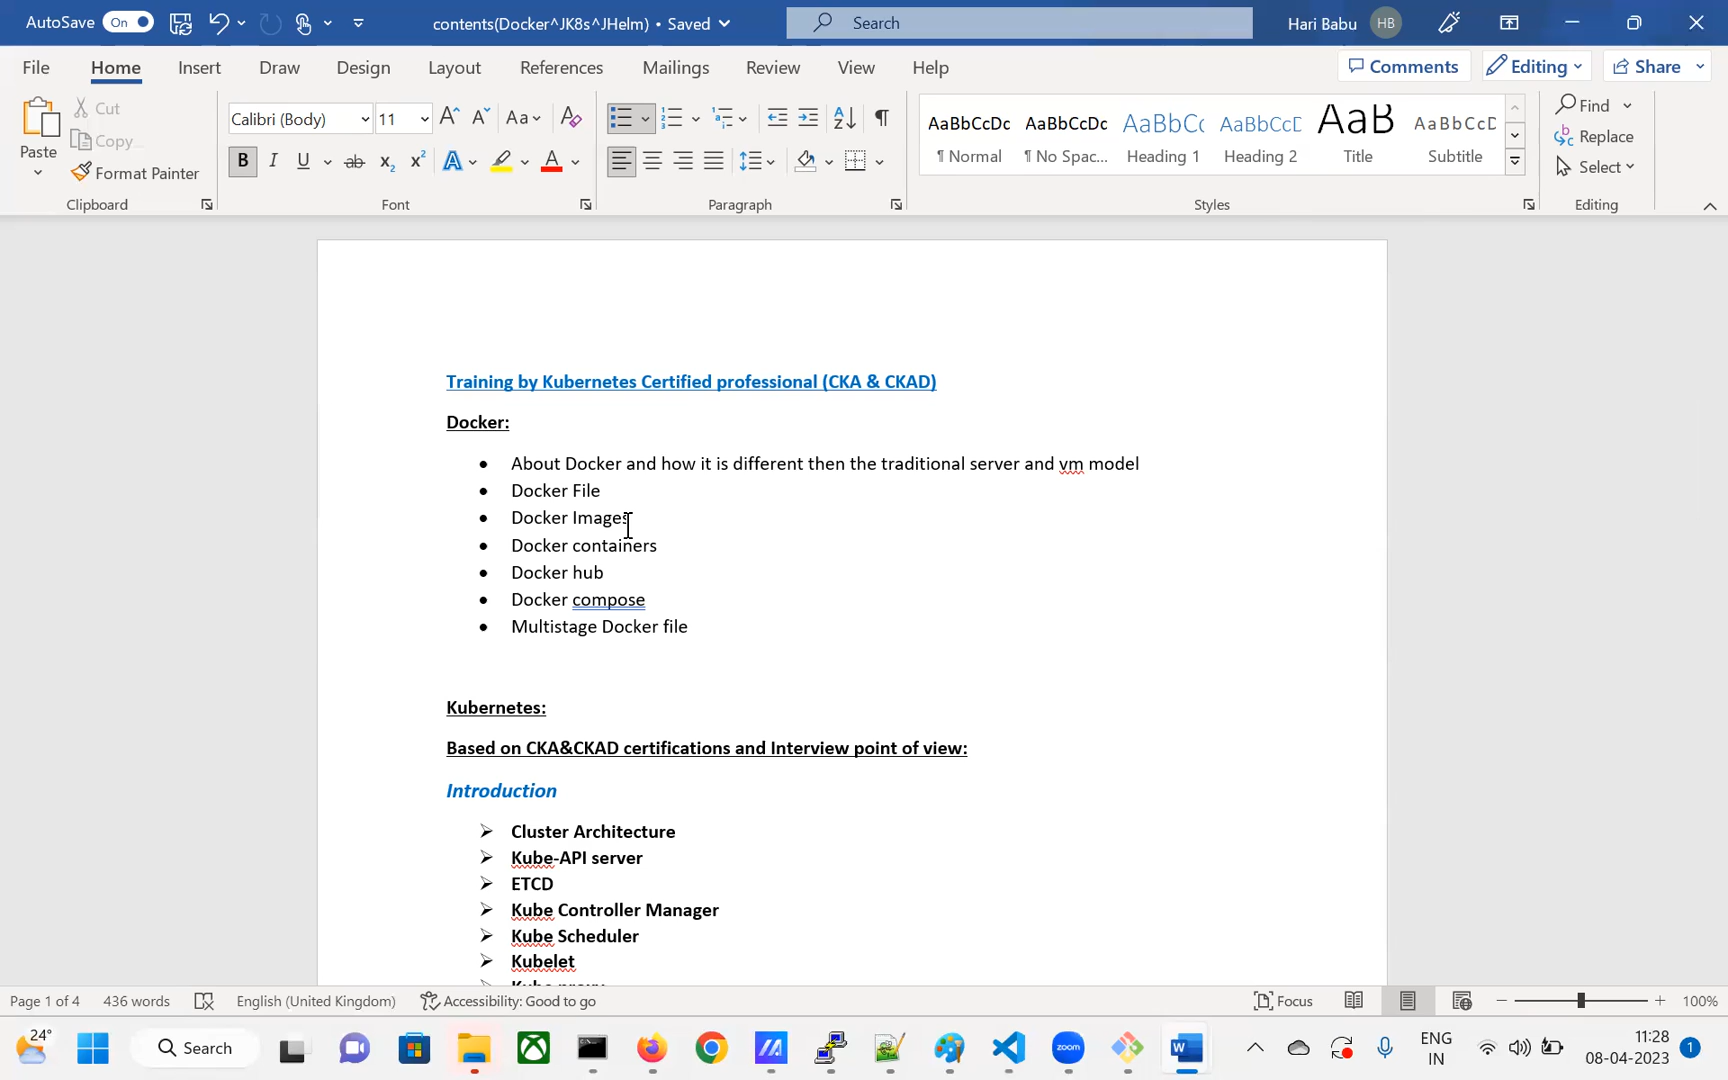 AutoSave On contents(Docker^JK8s^JHelm) • Saved Search Hari Babu HB
File Home Insert Draw Design Layout References Mailings Review View Help Comments Editing Share
Paste Cut Copy Format Painter Clipboard
Calibri (Body) 11 Font
Paragraph
AaBbCcDc ¶ Normal
AaBbCcDc ¶ No Spac...
AaBbCc Heading 1
AaBbCcD Heading 2
AaB Title
AaBbCcD Subtitle
Styles
Find Replace Select Editing
Training by Kubernetes Certified professional (CKA & CKAD)
Docker:
• About Docker and how it is different then the traditional server and vm model
• Docker File
• Docker Images
• Docker containers
• Docker hub
• Docker compose
• Multistage Docker file
Kubernetes:
Based on CKA&CKAD certifications and Interview point of view:
Introduction
➢ Cluster Architecture
➢ Kube-API server
➢ ETCD
➢ Kube Controller Manager
➢ Kube Scheduler
➢ Kubelet
➢ Kube proxy
Page 1 of 4 436 words English (United Kingdom) Accessibility: Good to go Focus 100%
24° Search zoom ENG 11:28
IN 08-04-2023 1